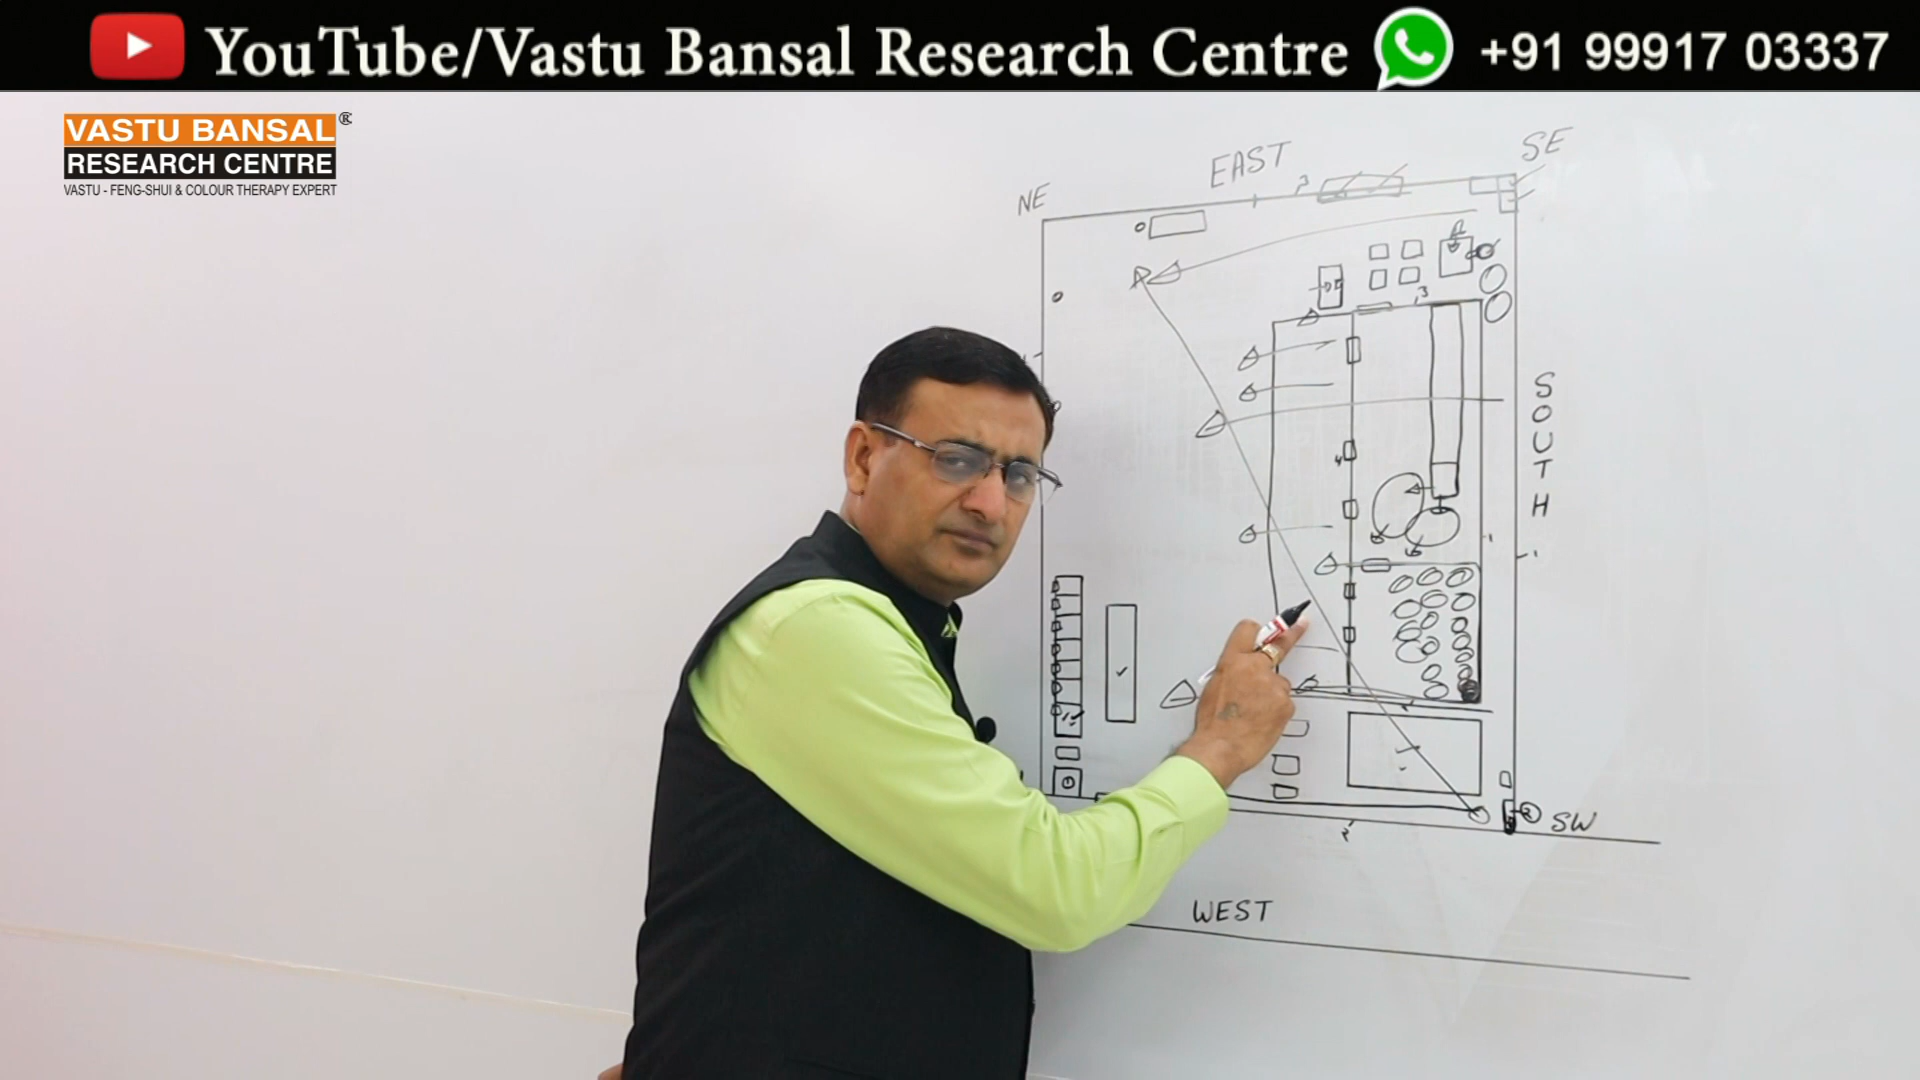 YouTube/Vastu Bansal Research Centre +91 99917 03337
VASTU BANSAL®
RESEARCH CENTRE
VASTU - FENG-SHUI & COLOUR THERAPY EXPERT
NE
EAST
SE
SOUTH
SW
WEST